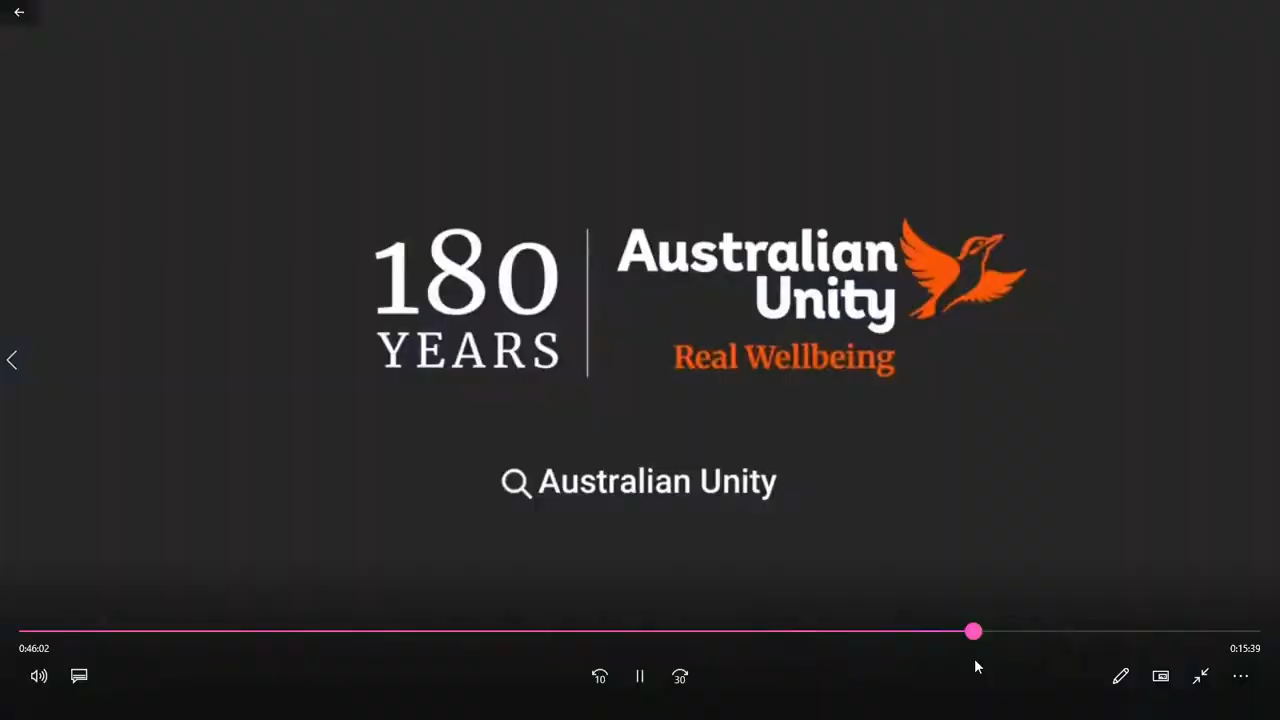 180
YEARS
Australian
Unity
Real Wellbeing
Australian Unity
0:46:02
0:15:39
10
30